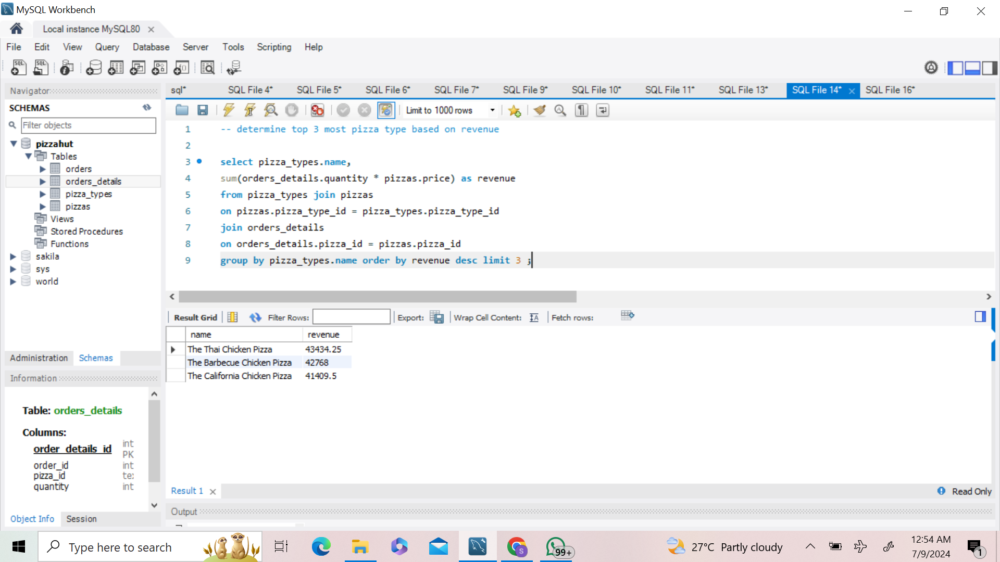 MySQL Workbench
Local instance MySQL80
File Edit View Query Database Server Tools Scripting Help
Navigator
SCHEMAS
Filter objects
pizzahut
Tables
orders
orders_details
pizza_types
pizzas
Views
Stored Procedures
Functions
sakila
sys
world
Administration Schemas
Information
Table: orders_details
Columns:
order_details_id int PK
order_id int
pizza_id
quantity int
Object Info Session
sql* SQL File 4* SQL File 5* SQL File 6* SQL File 7* SQL File 9* SQL File 10* SQL File 11* SQL File 13* SQL File 14* SQL File 16*
Limit to 1000 rows
1 -- determine top 3 most pizza type based on revenue
2
3 select pizza_types.name,
4 sum(orders_details.quantity * pizzas.price) as revenue
5 from pizza_types join pizzas
6 on pizzas.pizza_type_id = pizza_types.pizza_type_id
7 join orders_details
8 on orders_details.pizza_id = pizzas.pizza_id
9 group by pizza_types.name order by revenue desc limit 3 ;
Result Grid Filter Rows: Export: Wrap Cell Content: Fetch rows:
name revenue
The Thai Chicken Pizza 43434.25
The Barbecue Chicken Pizza 42768
The California Chicken Pizza 41409.5
Result 1 Read Only
Output
Type here to search
S
99+
27°C Partly cloudy
12:54 AM
7/9/2024
1